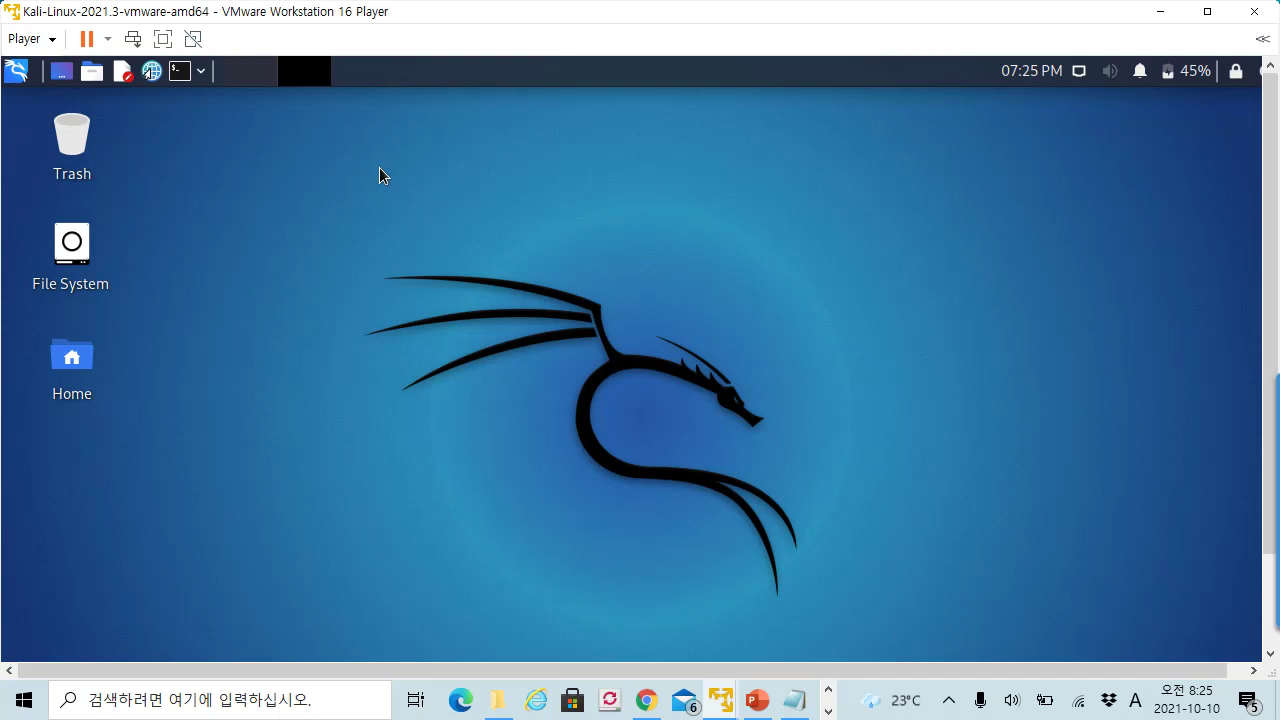 Kali-Linux-2021.3-vmware-amd64 - VMware Workstation 16 Player
Player
07:25 PM 45%
Trash
File System
Home
검색하려면 여기에 입력하십시오.
6
23°C
A
오전 8:25
2021-10-10
5